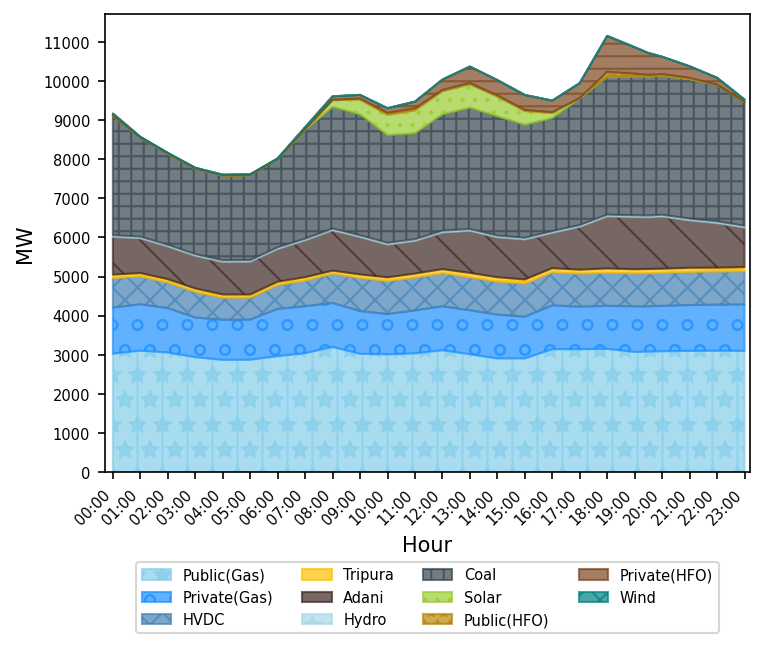 11000
10000
9000
8000
7000
6000
5000
4000
3000
2000
1000
0
MW
00:00 01:00 02:00 03:00 04:00 05:00 06:00 07:00 08:00 09:00 10:00 11:00 12:00 13:00 14:00 15:00 16:00 17:00 18:00 19:00 20:00 21:00 22:00 23:00
Hour
Public(Gas) Tripura Coal Private(HFO)
Private(Gas) Adani Solar Wind
HVDC Hydro Public(HFO)